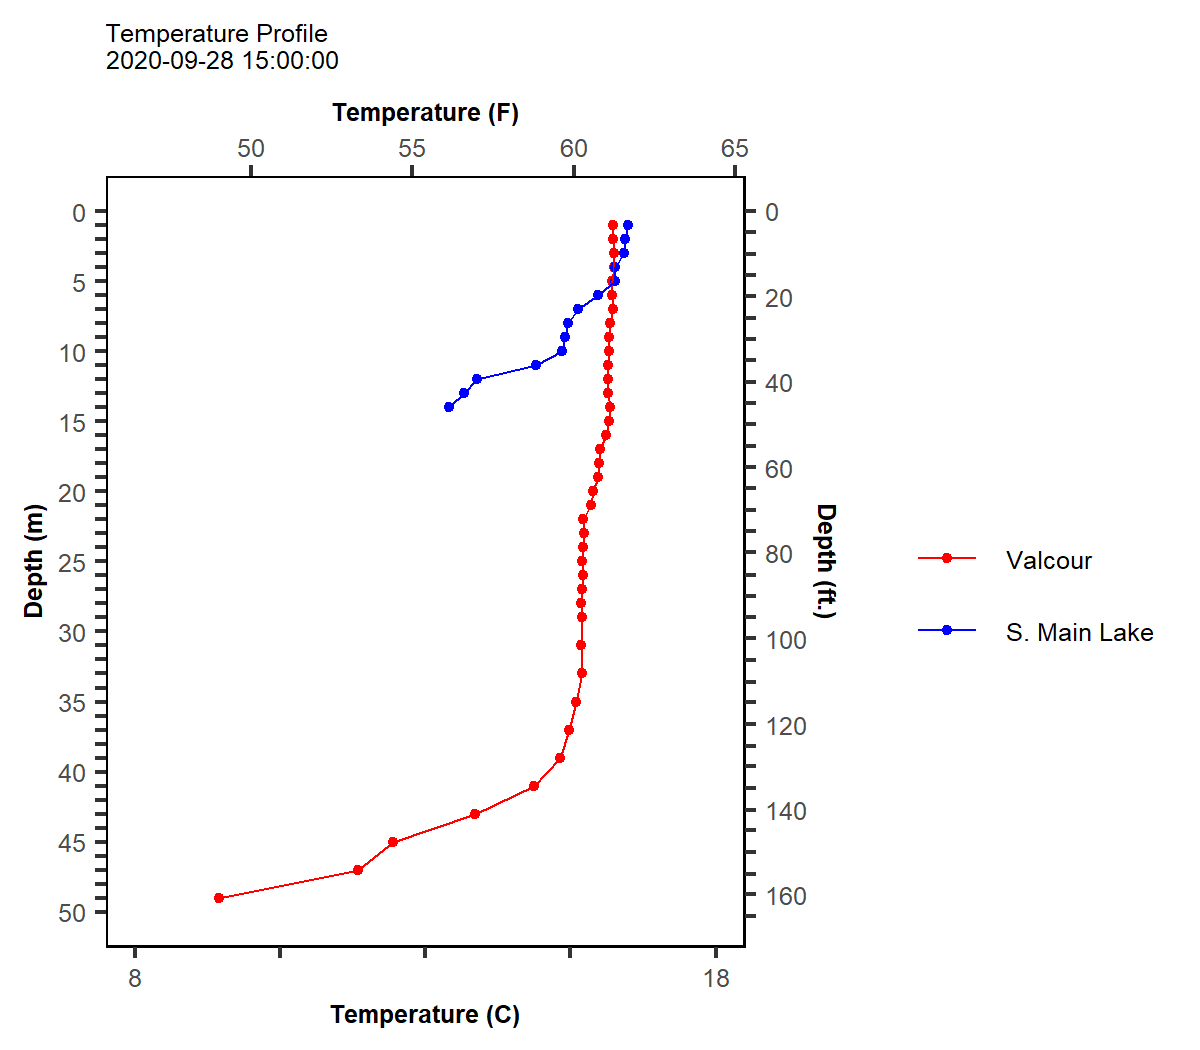 Temperature Profile
2020-09-28 15:00:00
Temperature (F)
50 55 60 65
0
5
10
15
20
25
30
35
40
45
50
Depth (m)
0
20
40
60
80
100
120
140
160
Depth (ft.)
Valcour
S. Main Lake
8 18
Temperature (C)